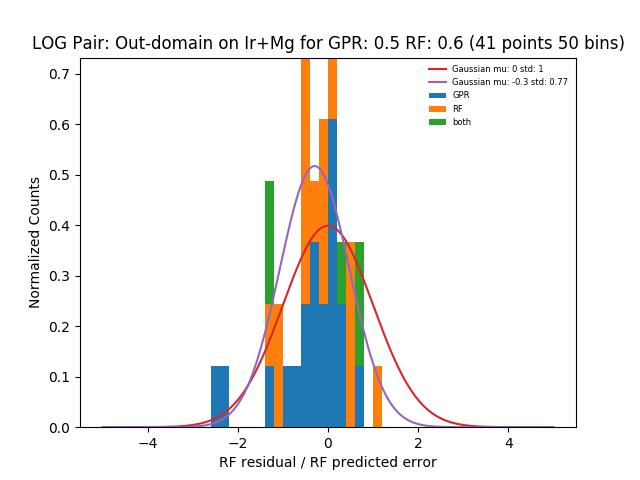 LOG Pair: Out-domain on Ir+Mg for GPR: 0.5 RF: 0.6 (41 points 50 bins)
Gaussian mu: 0 std: 1
Gaussian mu: -0.3 std: 0.77
GPR
RF
both
Normalized Counts
0.7
0.6
0.5
0.4
0.3
0.2
0.1
0.0
−4
−2
0
2
4
RF residual / RF predicted error